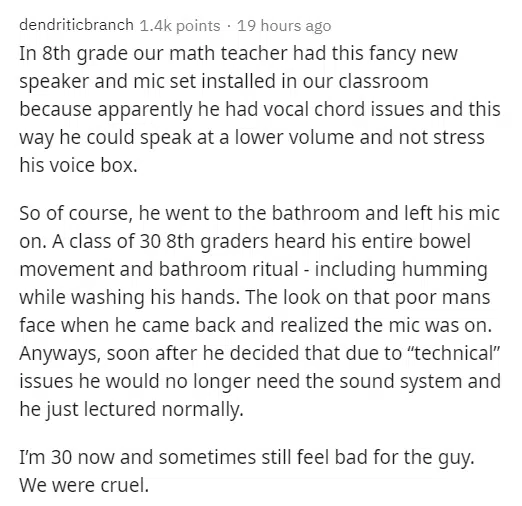 dendriticbranch 1.4k points · 19 hours ago
In 8th grade our math teacher had this fancy new
speaker and mic set installed in our classroom
because apparently he had vocal chord issues and this
way he could speak at a lower volume and not stress
his voice box.
So of course, he went to the bathroom and left his mic
on. A class of 30 8th graders heard his entire bowel
movement and bathroom ritual - including humming
while washing his hands. The look on that poor mans
face when he came back and realized the mic was on.
Anyways, soon after he decided that due to “technical”
issues he would no longer need the sound system and
he just lectured normally.
I’m 30 now and sometimes still feel bad for the guy.
We were cruel.